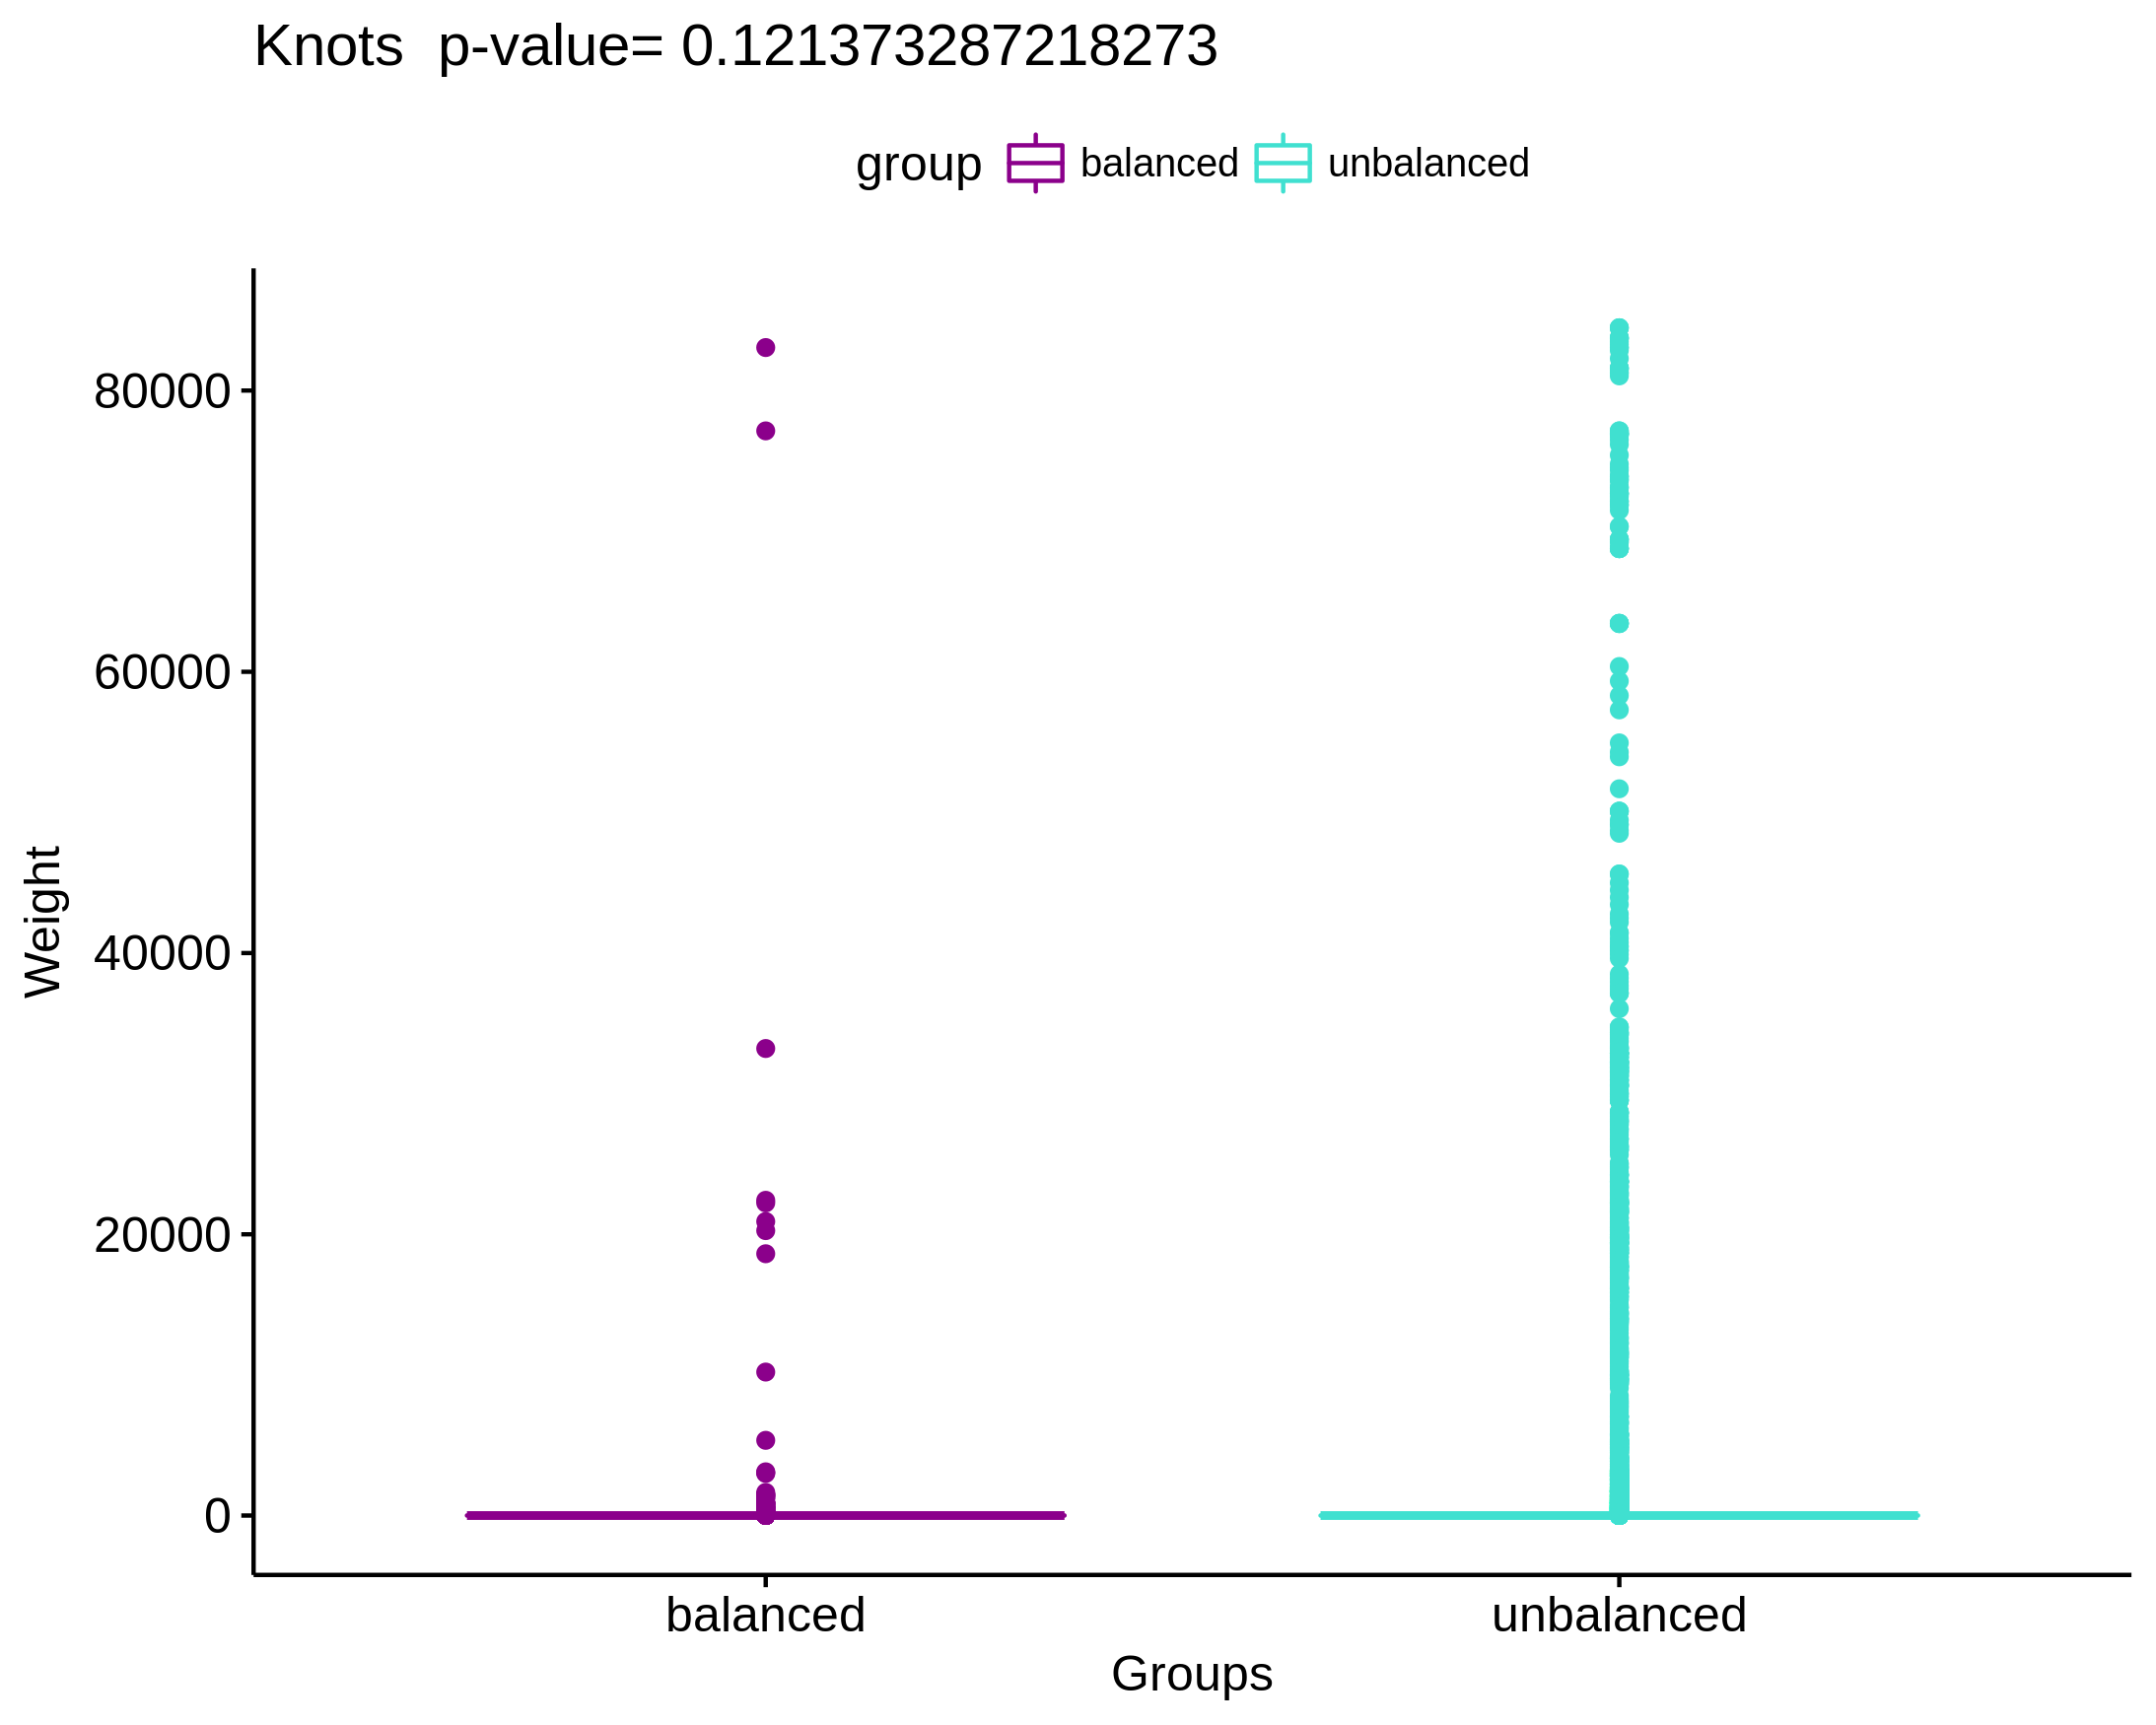 Knots  p-value= 0.121373287218273
group balanced unbalanced
80000
60000
40000
20000
0
Weight
balanced unbalanced
Groups